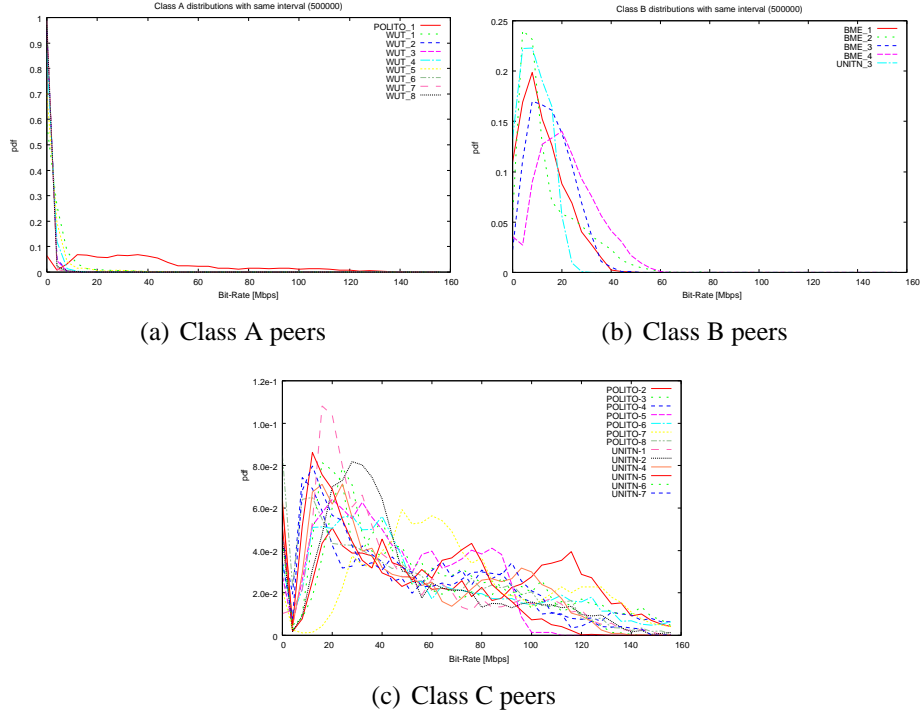 Class A distributions with same interval (500000)
1
0.9
0.8
0.7
0.6
0.5
0.4
0.3
0.2
0.1
0
pdf
POLITO_1
WUT_1
WUT_2
WUT_3
WUT_4
WUT_5
WUT_6
WUT_7
WUT_8
0 20 40 60 80 100 120 140 160
Bit-Rate [Mbps]
(a) Class A peers
Class B distributions with same interval (500000)
0.25
0.2
0.15
0.1
0.05
0
pdf
BME_1
BME_2
BME_3
BME_4
UNITN_3
0 20 40 60 80 100 120 140 160
Bit-Rate [Mbps]
(b) Class B peers
1.2e-1
1.0e-1
8.0e-2
6.0e-2
4.0e-2
2.0e-2
0
pdf
POLITO-2
POLITO-3
POLITO-4
POLITO-5
POLITO-6
POLITO-7
POLITO-8
UNITN-1
UNITN-2
UNITN-4
UNITN-5
UNITN-6
UNITN-7
0 20 40 60 80 100 120 140 160
Bit-Rate [Mbps]
(c) Class C peers